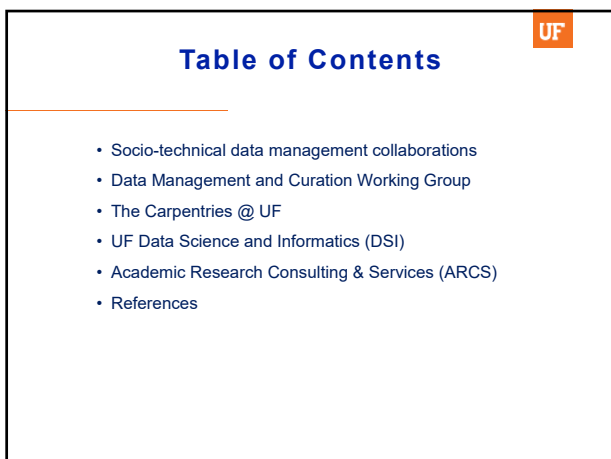 UF
Table of Contents
• Socio-technical data management collaborations
• Data Management and Curation Working Group
• The Carpentries @ UF
• UF Data Science and Informatics (DSI)
• Academic Research Consulting & Services (ARCS)
• References